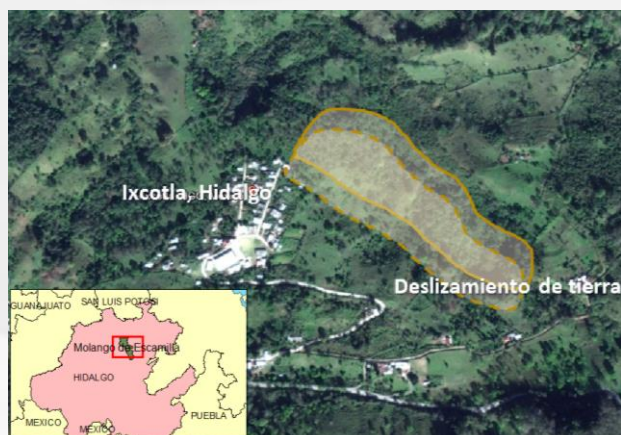 Ixcotla, Hidalgo
Deslizamiento de tierra
GUANAJUATO
SAN LUIS POTOSI
Molango de Escamilla
HIDALGO
PUEBLA
MEXICO
MEXICO